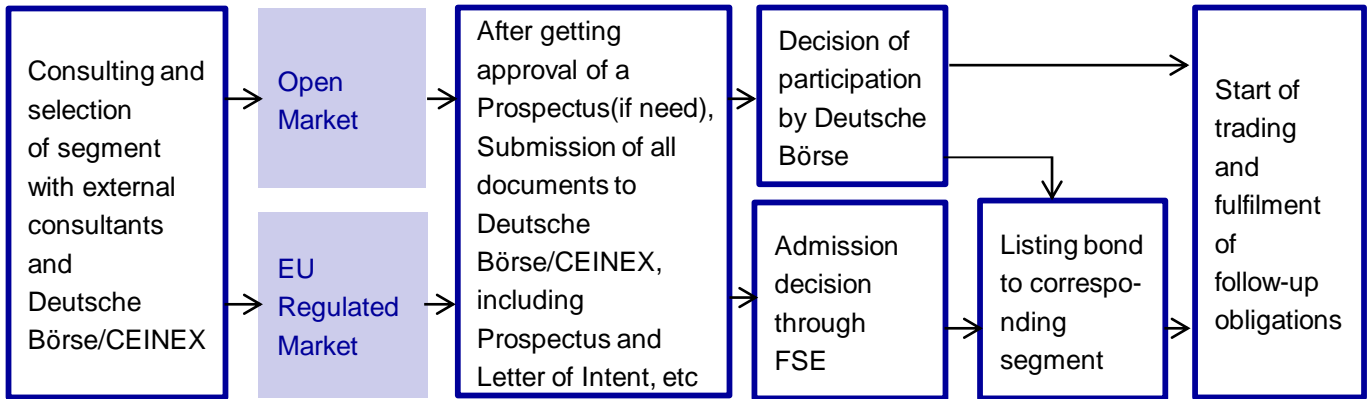 Consulting and
selection
of segment
with external
consultants
and
Deutsche
Börse/CEINEX
Open
Market
EU
Regulated
Market
After getting
approval of a
Prospectus(if need),
Submission of all
documents to
Deutsche
Börse/CEINEX,
including
Prospectus and
Letter of Intent, etc
Decision of
participation
by Deutsche
Börse
Admission
decision
through
FSE
Listing bond
to correspo-
nding
segment
Start of
trading
and
fulfilment
of
follow-up
obligations